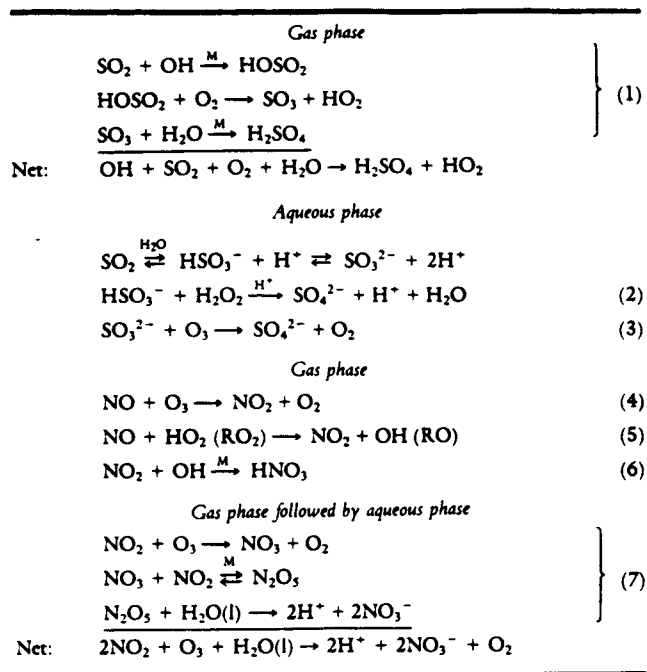 Gas phase
SO₂ + OH —M→ HOSO₂
HOSO₂ + O₂ ⟶ SO₃ + HO₂
(1)
SO₃ + H₂O —M→ H₂SO₄
Net: OH + SO₂ + O₂ + H₂O → H₂SO₄ + HO₂
Aqueous phase
SO₂ ⇌[H₂O] HSO₃⁻ + H⁺ ⇌ SO₃²⁻ + 2H⁺
HSO₃⁻ + H₂O₂ —H⁺→ SO₄²⁻ + H⁺ + H₂O (2)
SO₃²⁻ + O₃ ⟶ SO₄²⁻ + O₂ (3)
Gas phase
NO + O₃ ⟶ NO₂ + O₂ (4)
NO + HO₂ (RO₂) ⟶ NO₂ + OH (RO) (5)
NO₂ + OH —M→ HNO₃ (6)
Gas phase followed by aqueous phase
NO₂ + O₃ ⟶ NO₃ + O₂
NO₃ + NO₂ ⇌[M] N₂O₅ (7)
N₂O₅ + H₂O(l) ⟶ 2H⁺ + 2NO₃⁻
Net: 2NO₂ + O₃ + H₂O(l) → 2H⁺ + 2NO₃⁻ + O₂